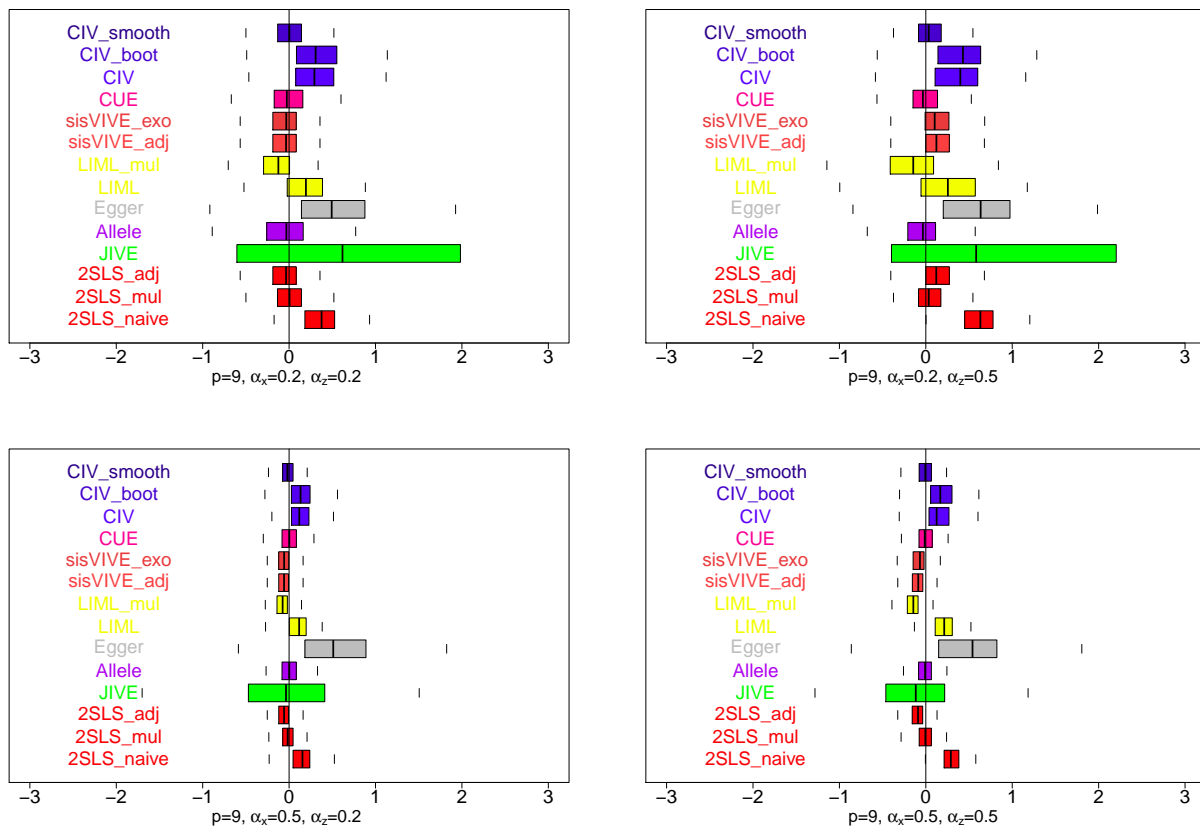 CIV_smooth
CIV_boot
CIV
CUE
sisVIVE_exo
sisVIVE_adj
LIML_mul
LIML
Egger
Allele
JIVE
2SLS_adj
2SLS_mul
2SLS_naive
−3 −2 −1 0 1 2 3
p=9, αx=0.2, αz=0.2
CIV_smooth
CIV_boot
CIV
CUE
sisVIVE_exo
sisVIVE_adj
LIML_mul
LIML
Egger
Allele
JIVE
2SLS_adj
2SLS_mul
2SLS_naive
−3 −2 −1 0 1 2 3
p=9, αx=0.2, αz=0.5
CIV_smooth
CIV_boot
CIV
CUE
sisVIVE_exo
sisVIVE_adj
LIML_mul
LIML
Egger
Allele
JIVE
2SLS_adj
2SLS_mul
2SLS_naive
−3 −2 −1 0 1 2 3
p=9, αx=0.5, αz=0.2
CIV_smooth
CIV_boot
CIV
CUE
sisVIVE_exo
sisVIVE_adj
LIML_mul
LIML
Egger
Allele
JIVE
2SLS_adj
2SLS_mul
2SLS_naive
−3 −2 −1 0 1 2 3
p=9, αx=0.5, αz=0.5